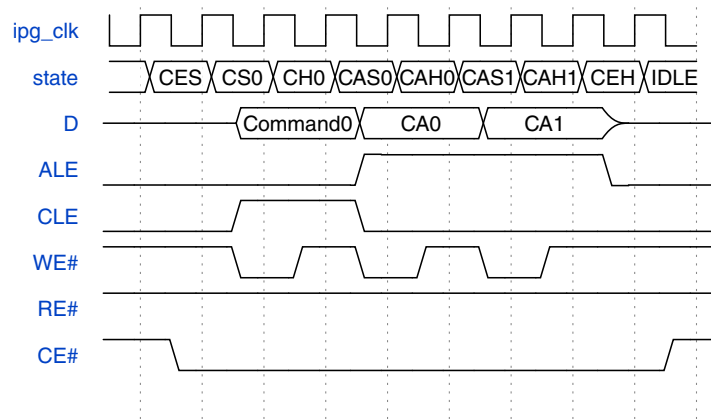 ipg_clk
state CES CS0 CH0 CAS0 CAH0 CAS1 CAH1 CEH IDLE
D Command0 CA0 CA1
ALE
CLE
WE#
RE#
CE#